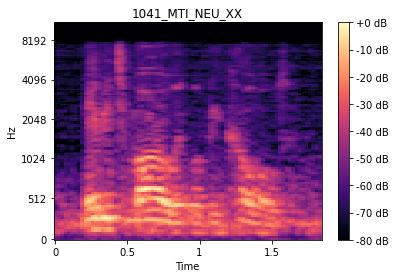 1041_MTI_NEU_XX
+0 dB
8192
-10 dB
4096
-20 dB
-30 dB
2048
Hz
-40 dB
1024
-50 dB
512
-60 dB
-70 dB
0
-80 dB
0 0.5 1 1.5
Time